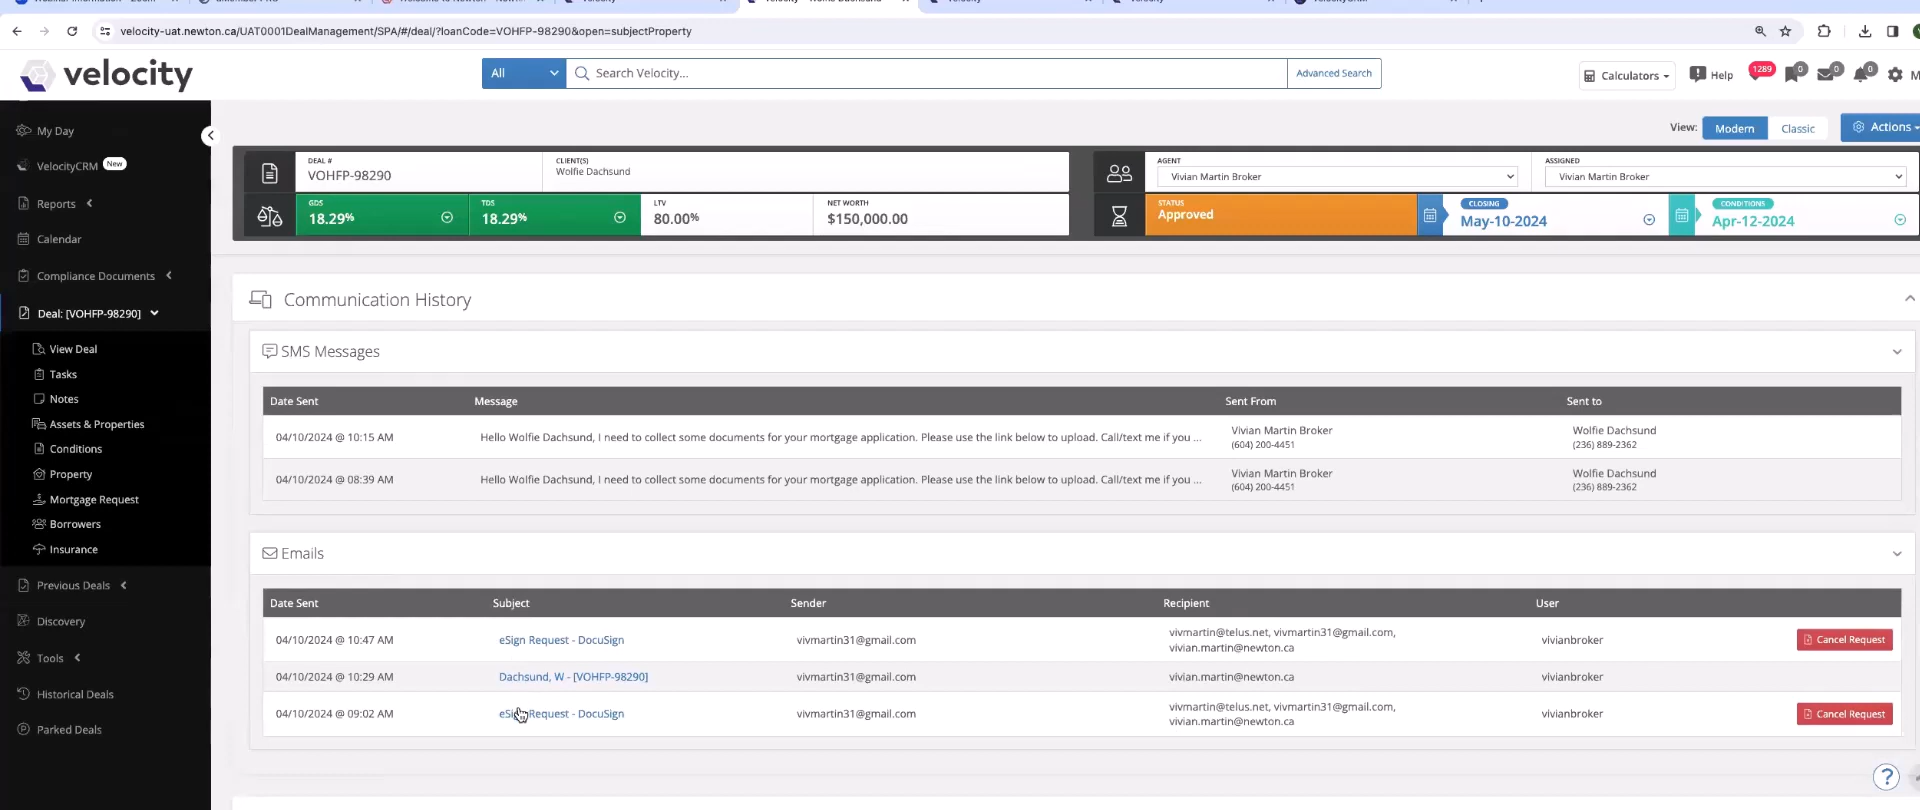 velocity-uat.newton.ca/UAT0001DealManagement/SPA/#/deal/?loanCode=VOHFP-98290&open=subjectProperty
velocity
All
Search Velocity...
Advanced Search
Calculators
Help
1289
0
0
0
My Day
VelocityCRM New
Reports
Calendar
Compliance Documents
Deal: [VOHFP-98290]
View Deal
Tasks
Notes
Assets & Properties
Conditions
Property
Mortgage Request
Borrowers
Insurance
Previous Deals
Discovery
Tools
Historical Deals
Parked Deals
View: Modern Classic
Actions
DEAL #
VOHFP-98290
CLIENT(S)
Wolfie Dachsund
AGENT
Vivian Martin Broker
ASSIGNED
Vivian Martin Broker
GDS
18.29%
TDS
18.29%
LTV
80.00%
NET WORTH
$150,000.00
STATUS
Approved
CLOSING
May-10-2024
CONDITIONS
Apr-12-2024
Communication History
SMS Messages
Date Sent Message Sent From Sent to
04/10/2024 @ 10:15 AM Hello Wolfie Dachsund, I need to collect some documents for your mortgage application. Please use the link below to upload. Call/text me if you ... Vivian Martin Broker Wolfie Dachsund
(604) 200-4451 (236) 889-2362
04/10/2024 @ 08:39 AM Hello Wolfie Dachsund, I need to collect some documents for your mortgage application. Please use the link below to upload. Call/text me if you ... Vivian Martin Broker Wolfie Dachsund
(604) 200-4451 (236) 889-2362
Emails
Date Sent Subject Sender Recipient User
04/10/2024 @ 10:47 AM eSign Request - DocuSign vivmartin31@gmail.com vivmartin@telus.net, vivmartin31@gmail.com, vivianbroker Cancel Request
vivian.martin@newton.ca
04/10/2024 @ 10:29 AM Dachsund, W - [VOHFP-98290] vivmartin31@gmail.com vivian.martin@newton.ca vivianbroker
04/10/2024 @ 09:02 AM eSign Request - DocuSign vivmartin31@gmail.com vivmartin@telus.net, vivmartin31@gmail.com, vivianbroker Cancel Request
vivian.martin@newton.ca
?